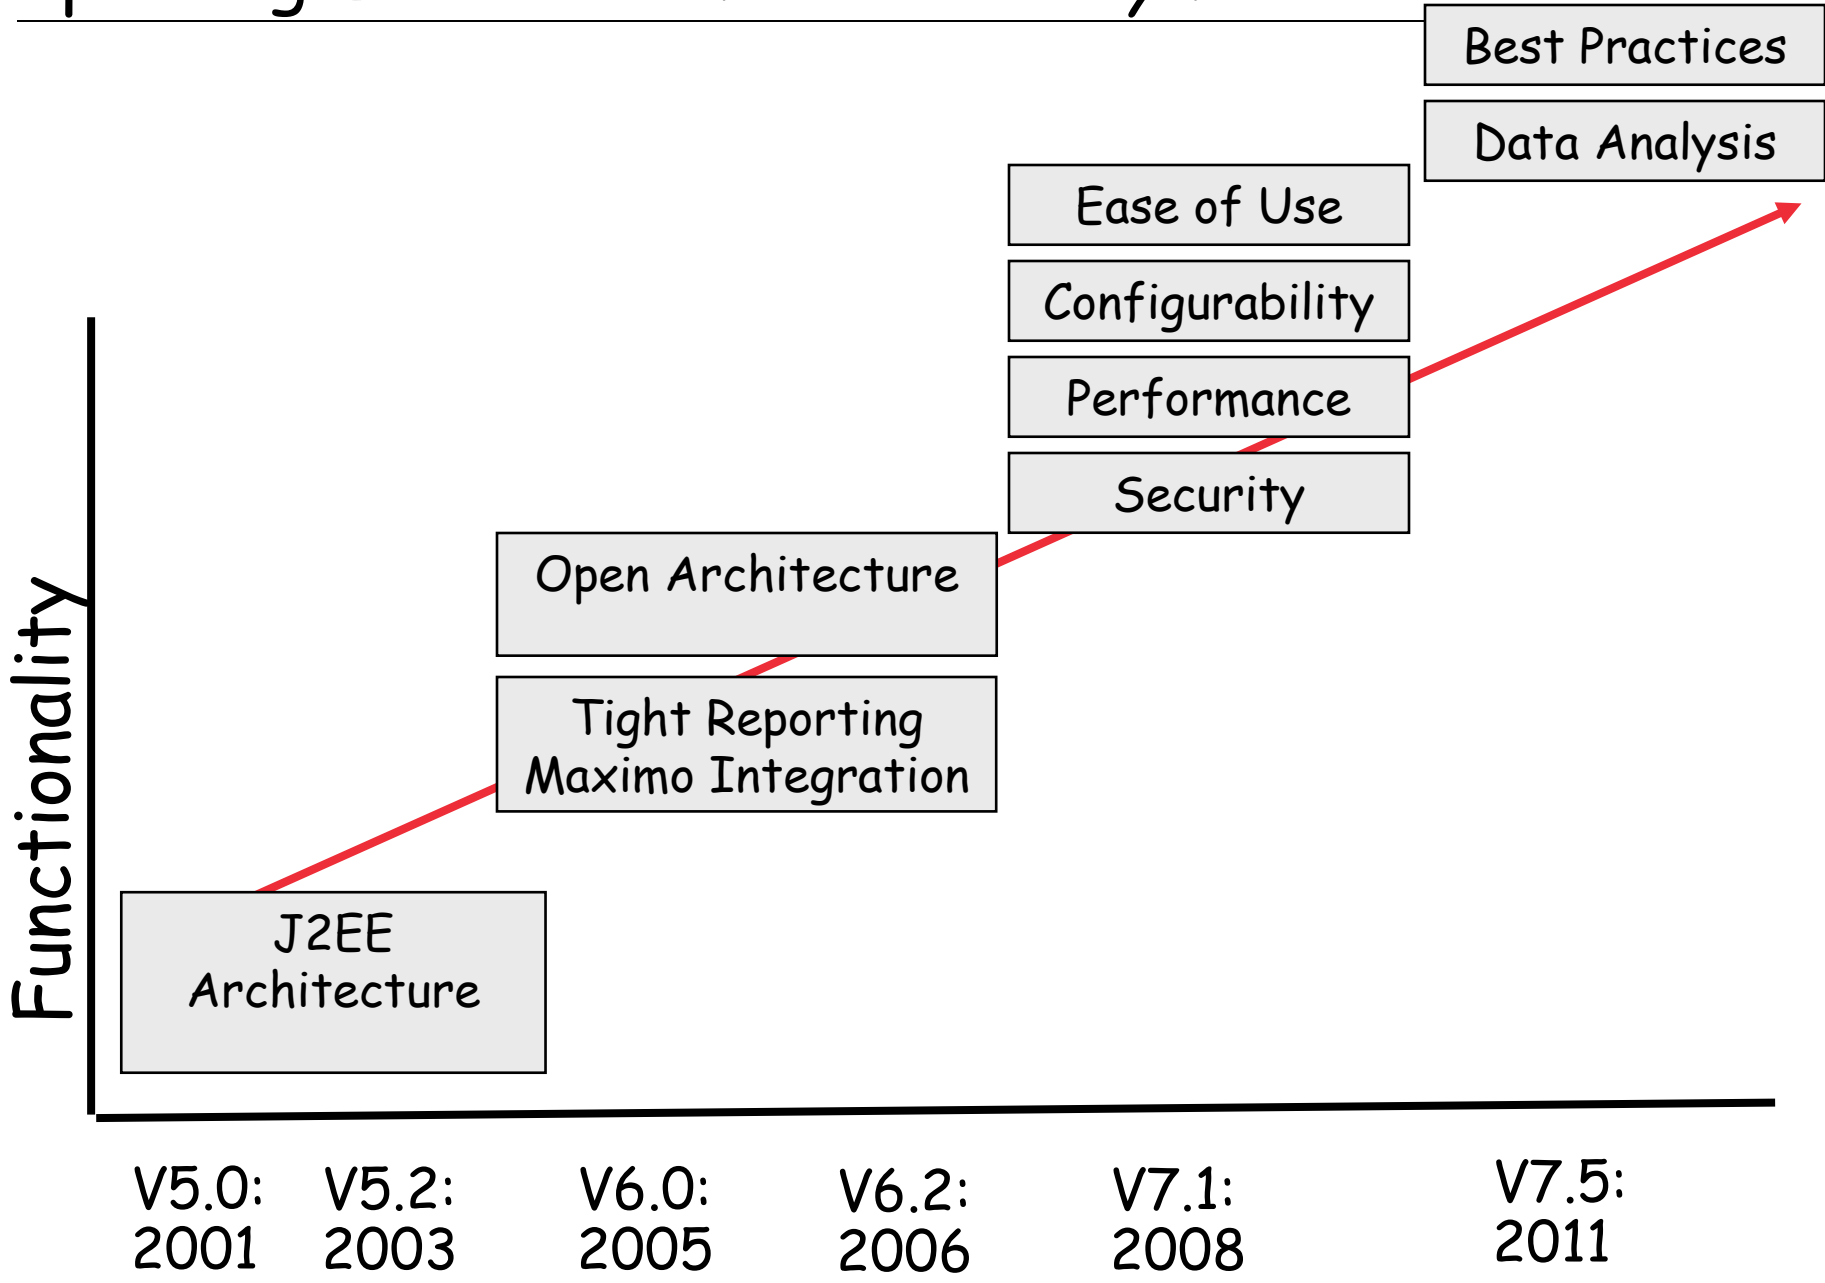 Best Practices
Data Analysis
Ease of Use
Configurability
Performance
Security
Open Architecture
Tight Reporting
Maximo Integration
J2EE
Architecture
Functionality
V5.0:
2001
V5.2:
2003
V6.0:
2005
V6.2:
2006
V7.1:
2008
V7.5:
2011